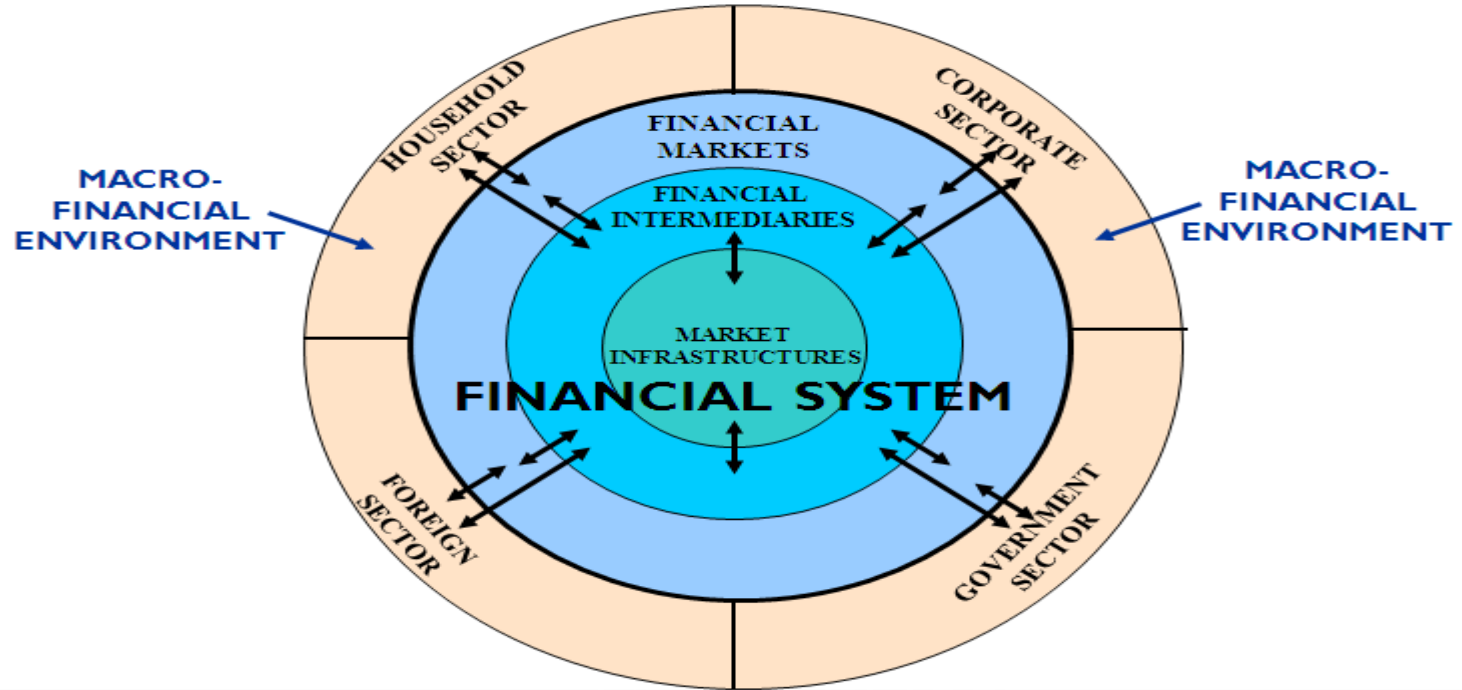 HOUSEHOLD
SECTOR
CORPORATE
SECTOR
FINANCIAL
MARKETS
MACRO-
FINANCIAL
ENVIRONMENT
MACRO-
FINANCIAL
ENVIRONMENT
FINANCIAL
INTERMEDIARIES
MARKET
INFRASTRUCTURES
FINANCIAL SYSTEM
FOREIGN
SECTOR
GOVERNMENT
SECTOR